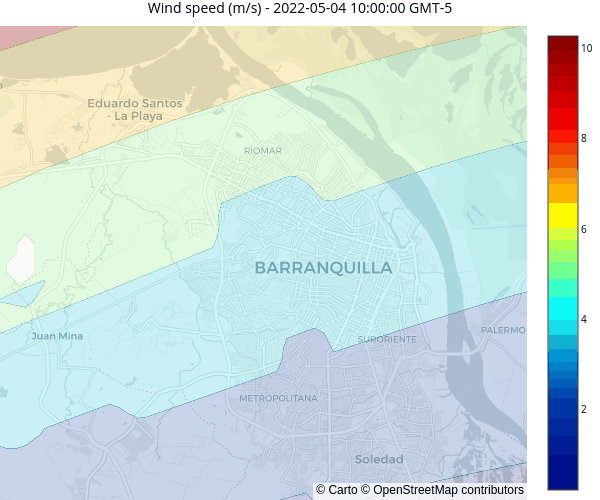 Wind speed (m/s) - 2022-05-04 10:00:00 GMT-5
Eduardo Santos
- La Playa
RIOMAR
BARRANQUILLA
Juan Mina
SURORIENTE
PALERMO
METROPOLITANA
Soledad
© Carto © OpenStreetMap contributors
10
8
6
4
2